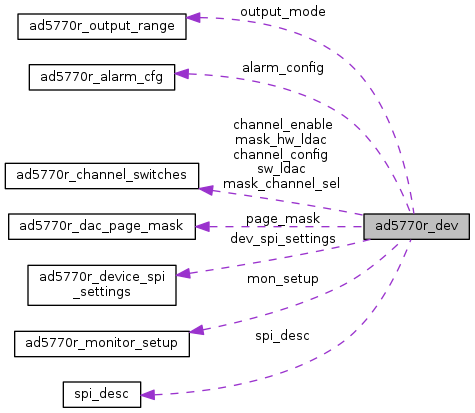 output_mode
ad5770r_output_range
alarm_config
ad5770r_alarm_cfg
channel_enable
mask_hw_ldac
channel_config
sw_ldac
mask_channel_sel
ad5770r_channel_switches
page_mask
ad5770r_dac_page_mask
ad5770r_dev
dev_spi_settings
ad5770r_device_spi
_settings
mon_setup
ad5770r_monitor_setup
spi_desc
spi_desc